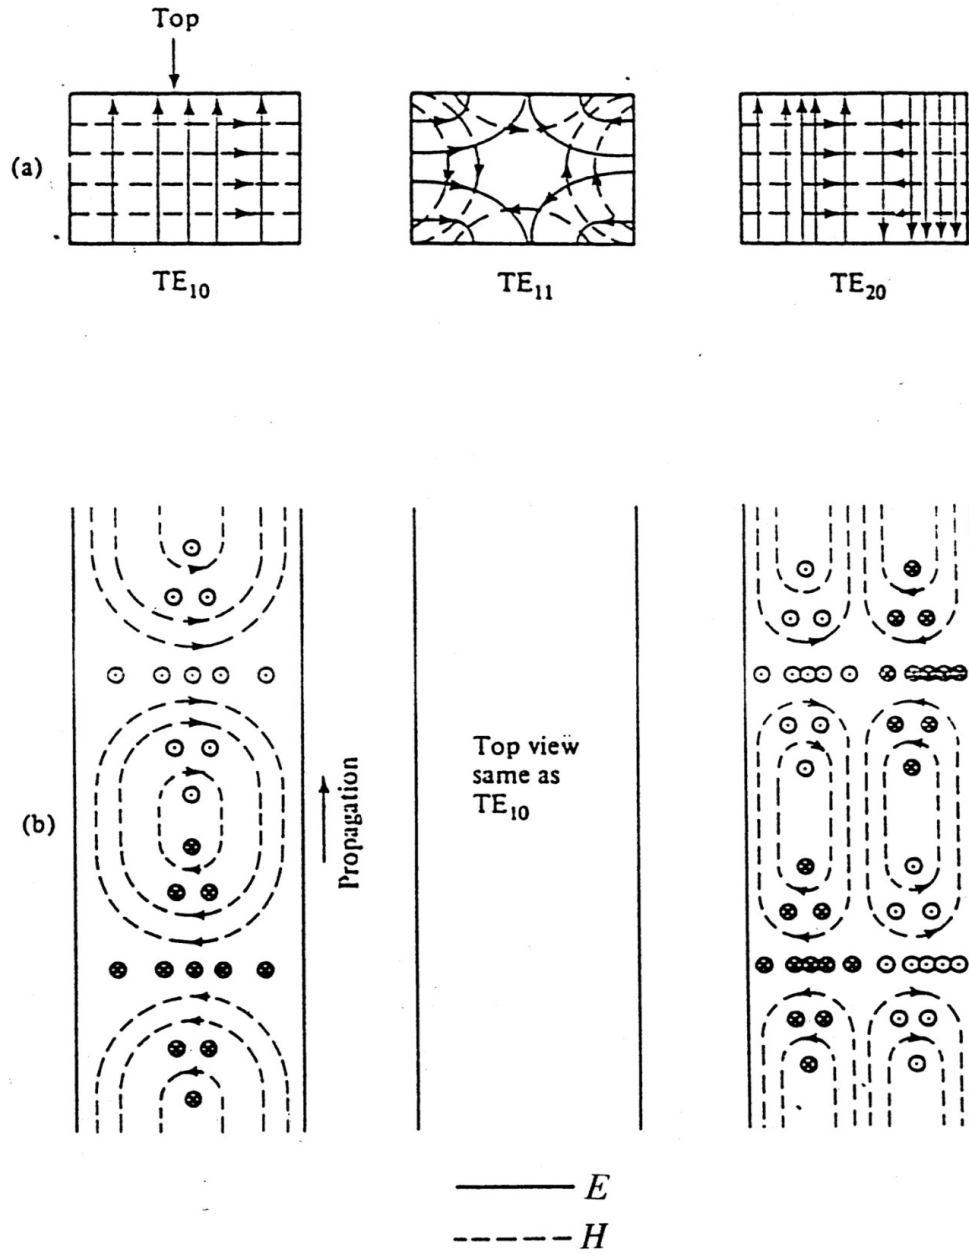 Top
(a)
TE₁₀
TE₁₁
TE₂₀
(b)
Propagation
Top view
same as
TE₁₀
E
H